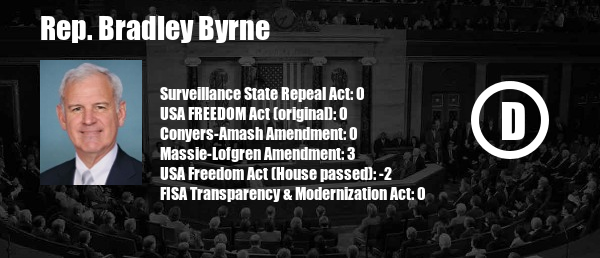 Rep. Bradley Byrne
Surveillance State Repeal Act: 0
USA FREEDOM Act (original): 0
Conyers-Amash Amendment: 0
Massie-Lofgren Amendment: 3
USA Freedom Act (House passed): -2
FISA Transparency & Modernization Act: 0
D